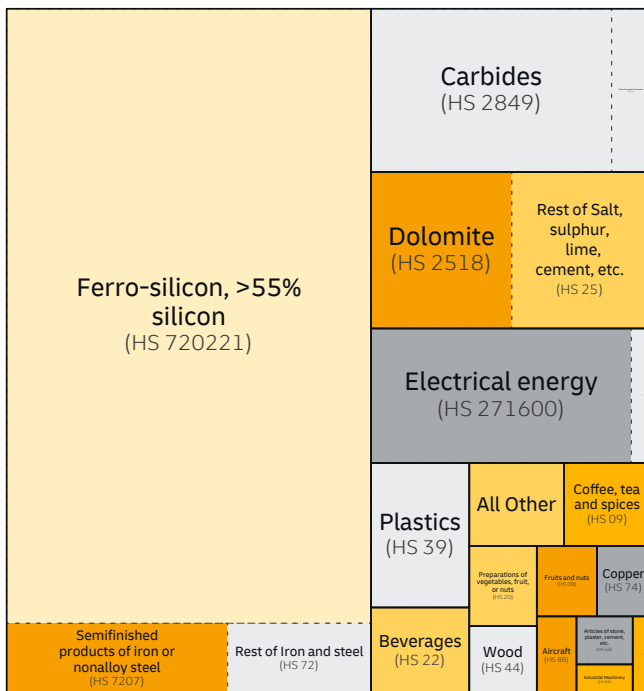 Ferro-silicon, >55%
silicon
(HS 720221)
Semifinished
products of iron or
nonalloy steel
(HS 7207)
Rest of Iron and steel
(HS 72)
Carbides
(HS 2849)
Dolomite
(HS 2518)
Rest of Salt,
sulphur,
lime,
cement, etc.
(HS 25)
Electrical energy
(HS 271600)
Plastics
(HS 39)
Beverages
(HS 22)
All Other
Coffee, tea
and spices
(HS 09)
Preparations of
vegetables, fruit,
or nuts
(HS 20)
Fruits and nuts
(HS 08)
Copper
(HS 74)
Wood
(HS 44)
Aircraft
(HS 88)
Articles of stone,
plaster, cement,
etc.
(HS 68)
Industrial Machinery